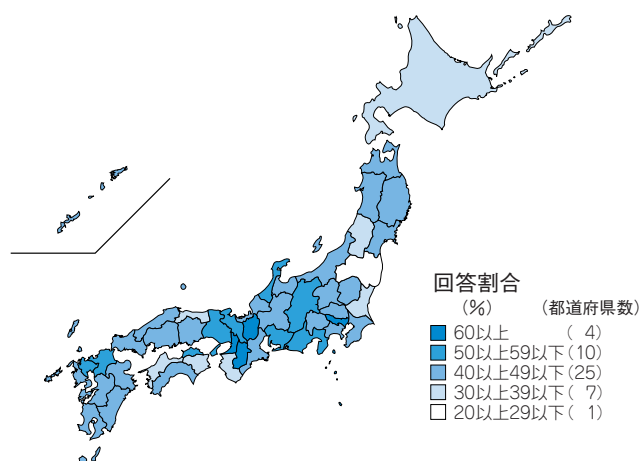 回答割合
(%) (都道府県数)
60以上 ( 4)
50以上59以下(10)
40以上49以下(25)
30以上39以下( 7)
20以上29以下( 1)